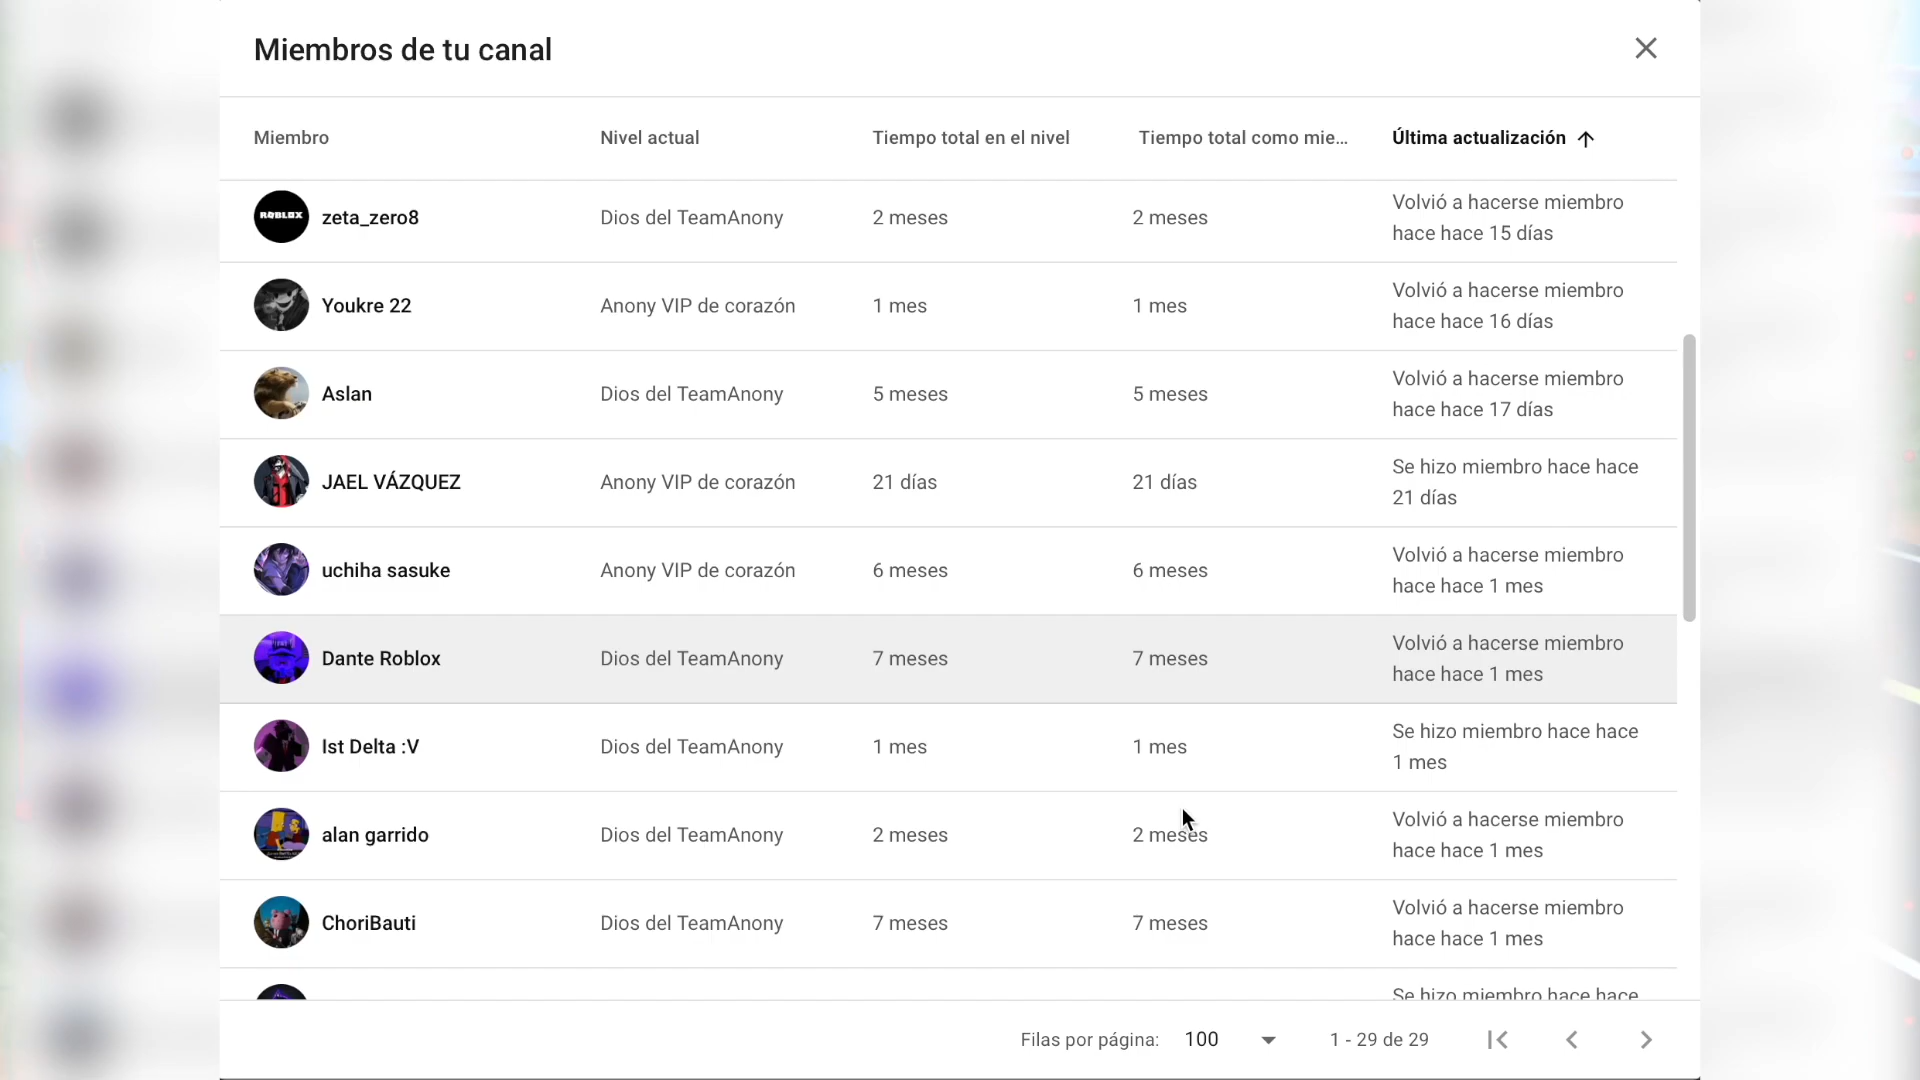 Miembros de tu canal
Miembro Nivel actual Tiempo total en el nivel Tiempo total como mie... Última actualización
ROBLOX zeta_zero8 Dios del TeamAnony 2 meses 2 meses Volvió a hacerse miembro
hace hace 15 días
Youkre 22 Anony VIP de corazón 1 mes 1 mes Volvió a hacerse miembro
hace hace 16 días
Aslan Dios del TeamAnony 5 meses 5 meses Volvió a hacerse miembro
hace hace 17 días
JAEL VÁZQUEZ Anony VIP de corazón 21 días 21 días Se hizo miembro hace hace
21 días
uchiha sasuke Anony VIP de corazón 6 meses 6 meses Volvió a hacerse miembro
hace hace 1 mes
Dante Roblox Dios del TeamAnony 7 meses 7 meses Volvió a hacerse miembro
hace hace 1 mes
Ist Delta :V Dios del TeamAnony 1 mes 1 mes Se hizo miembro hace hace
1 mes
alan garrido Dios del TeamAnony 2 meses 2 meses Volvió a hacerse miembro
hace hace 1 mes
ChoriBauti Dios del TeamAnony 7 meses 7 meses Volvió a hacerse miembro
hace hace 1 mes
Se hizo miembro hace hace
Filas por página: 100 1 - 29 de 29